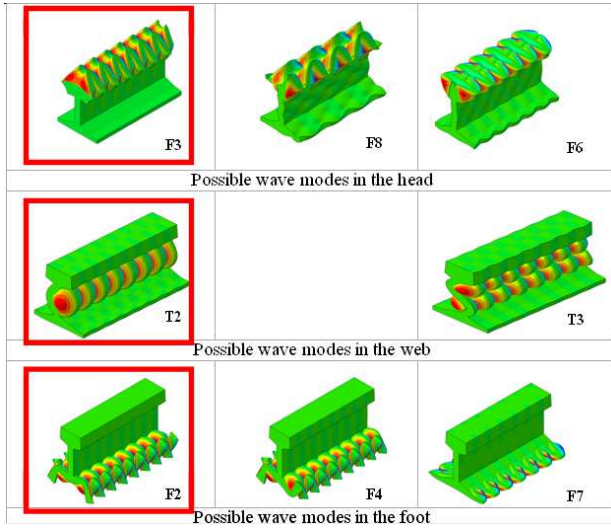 F3
F8
F6
Possible wave modes in the head
T2
T3
Possible wave modes in the web
F2
F4
F7
Possible wave modes in the foot